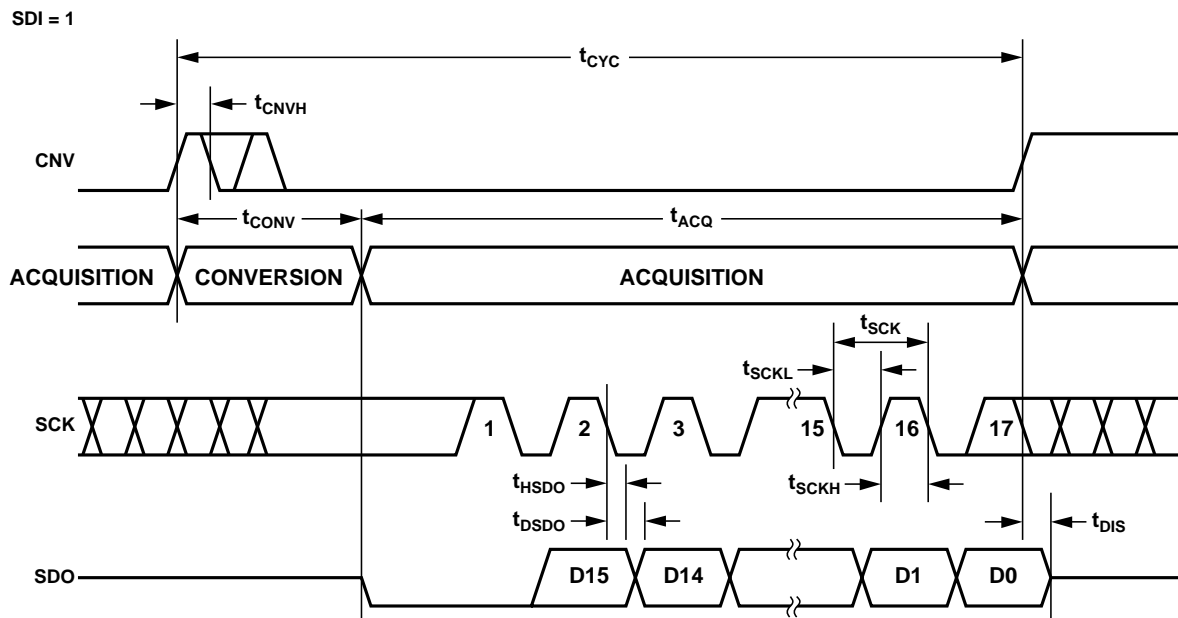 SDI = 1
tCYC
tCNVH
CNV
tCONV
tACQ
ACQUISITION CONVERSION ACQUISITION
tSCK
tSCKL
SCK 1 2 3 15 16 17
tHSDO
tSCKH
tDSDO
tDIS
SDO D15 D14 D1 D0